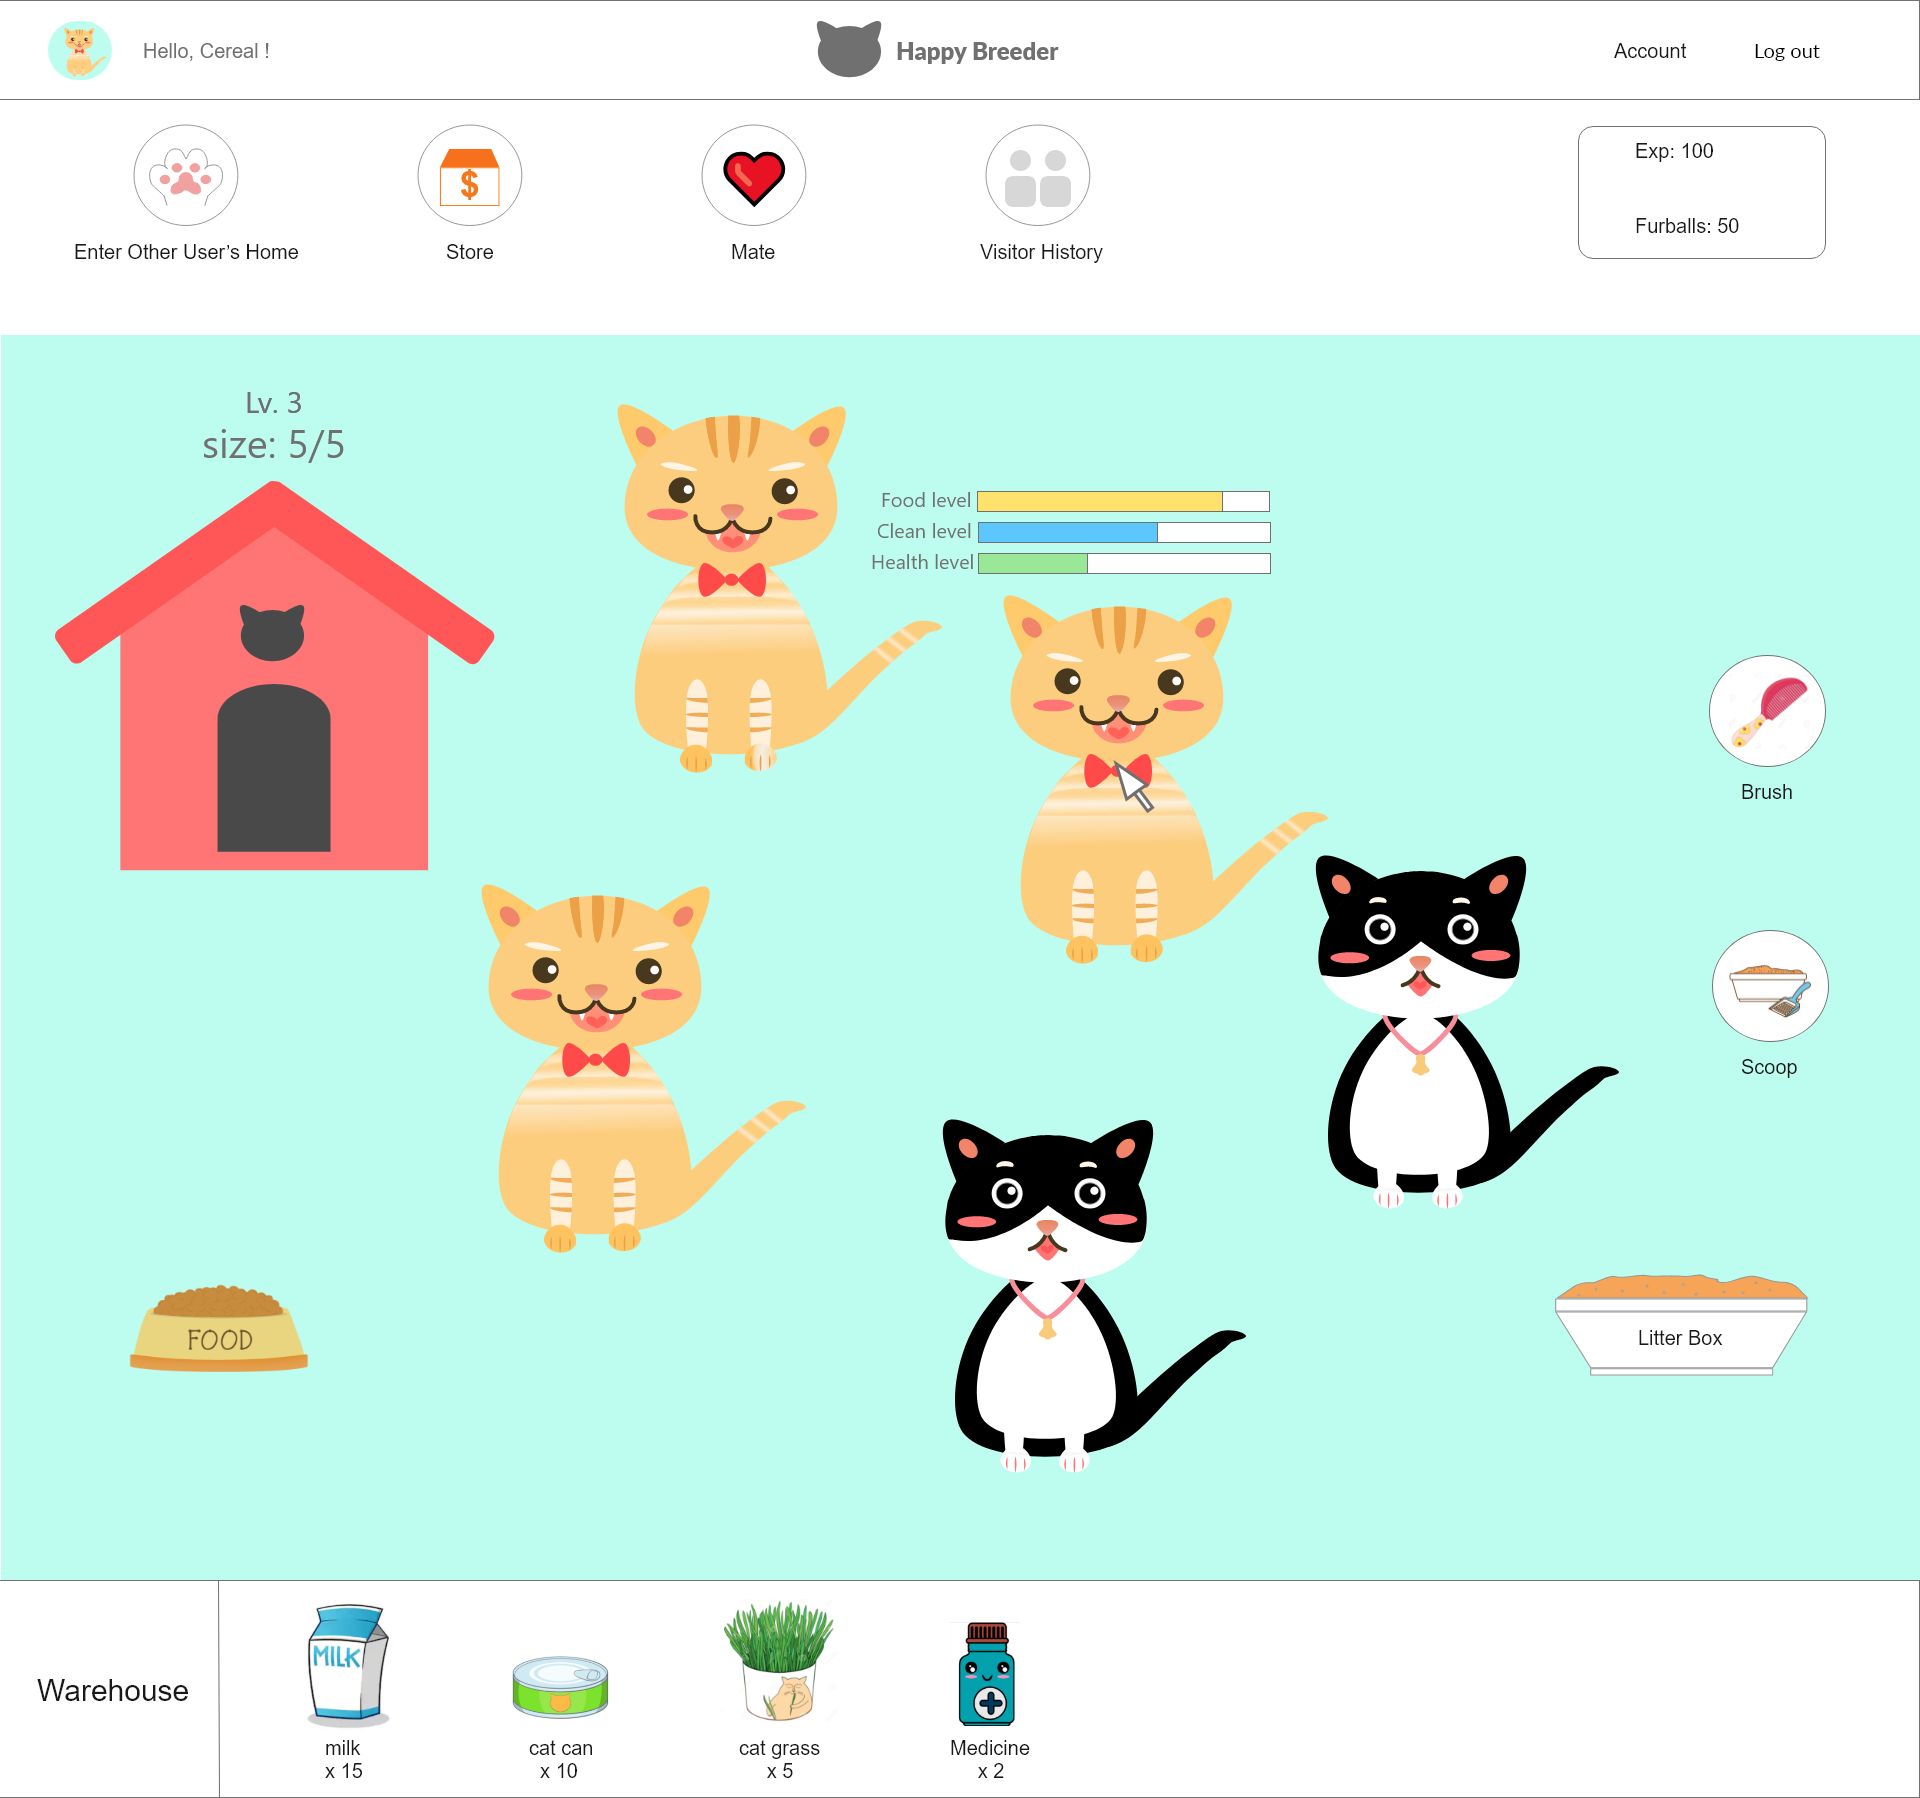 Hello, Cereal !
Happy Breeder
Account
Log out
$
Enter Other User’s Home
Store
Mate
Visitor History
Exp: 100
Furballs: 50
Lv. 3
size: 5/5
Food level
Clean level
Health level
Brush
Scoop
FOOD
Litter Box
Warehouse
MILK
milk
x 15
cat can
x 10
cat grass
x 5
Medicine
x 2